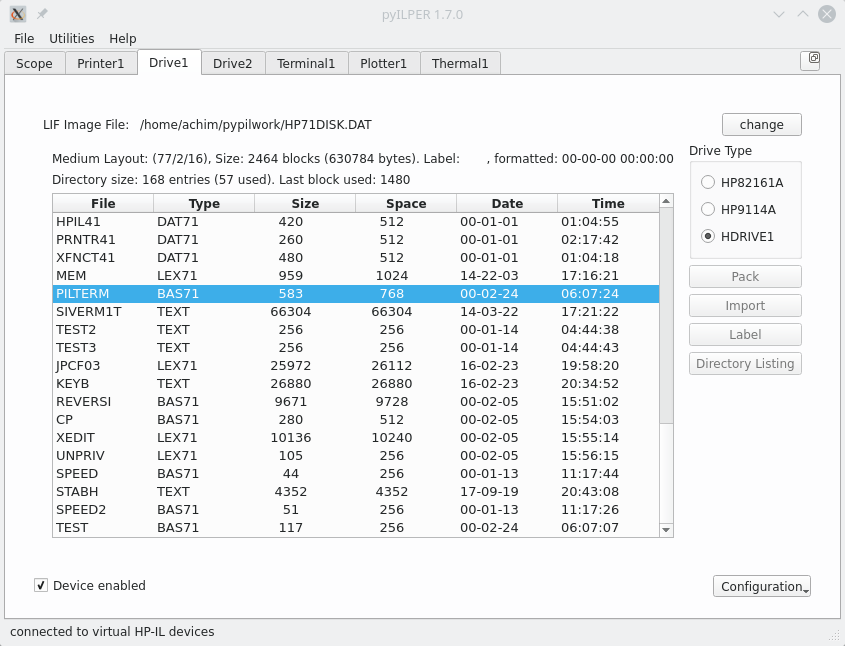 pyILPER 1.7.0
File Utilities Help
Scope Printer1 Drive1 Drive2 Terminal1 Plotter1 Thermal1
LIF Image File: /home/achim/pypilwork/HP71DISK.DAT
change
Medium Layout: (77/2/16), Size: 2464 blocks (630784 bytes). Label: , formatted: 00-00-00 00:00:00
Directory size: 168 entries (57 used). Last block used: 1480
File Type Size Space Date Time
HPIL41 DAT71 420 512 00-01-01 01:04:55
PRNTR41 DAT71 260 512 00-01-01 02:17:42
XFNCT41 DAT71 480 512 00-01-01 01:04:18
MEM LEX71 959 1024 14-22-03 17:16:21
PILTERM BAS71 583 768 00-02-24 06:07:24
SIVERM1T TEXT 66304 66304 14-03-22 17:21:22
TEST2 TEXT 256 256 00-01-14 04:44:38
TEST3 TEXT 256 256 00-01-14 04:44:43
JPCF03 LEX71 25972 26112 16-02-23 19:58:20
KEYB TEXT 26880 26880 16-02-23 20:34:52
REVERSI BAS71 9671 9728 00-02-05 15:51:02
CP BAS71 280 512 00-02-05 15:54:03
XEDIT LEX71 10136 10240 00-02-05 15:55:14
UNPRIV LEX71 105 256 00-02-05 15:56:15
SPEED BAS71 44 256 00-01-13 11:17:44
STABH TEXT 4352 4352 17-09-19 20:43:08
SPEED2 BAS71 51 256 00-01-13 11:17:26
TEST BAS71 117 256 00-02-24 06:07:07
Drive Type
HP82161A
HP9114A
HDRIVE1
Pack
Import
Label
Directory Listing
Device enabled
Configuration
connected to virtual HP-IL devices